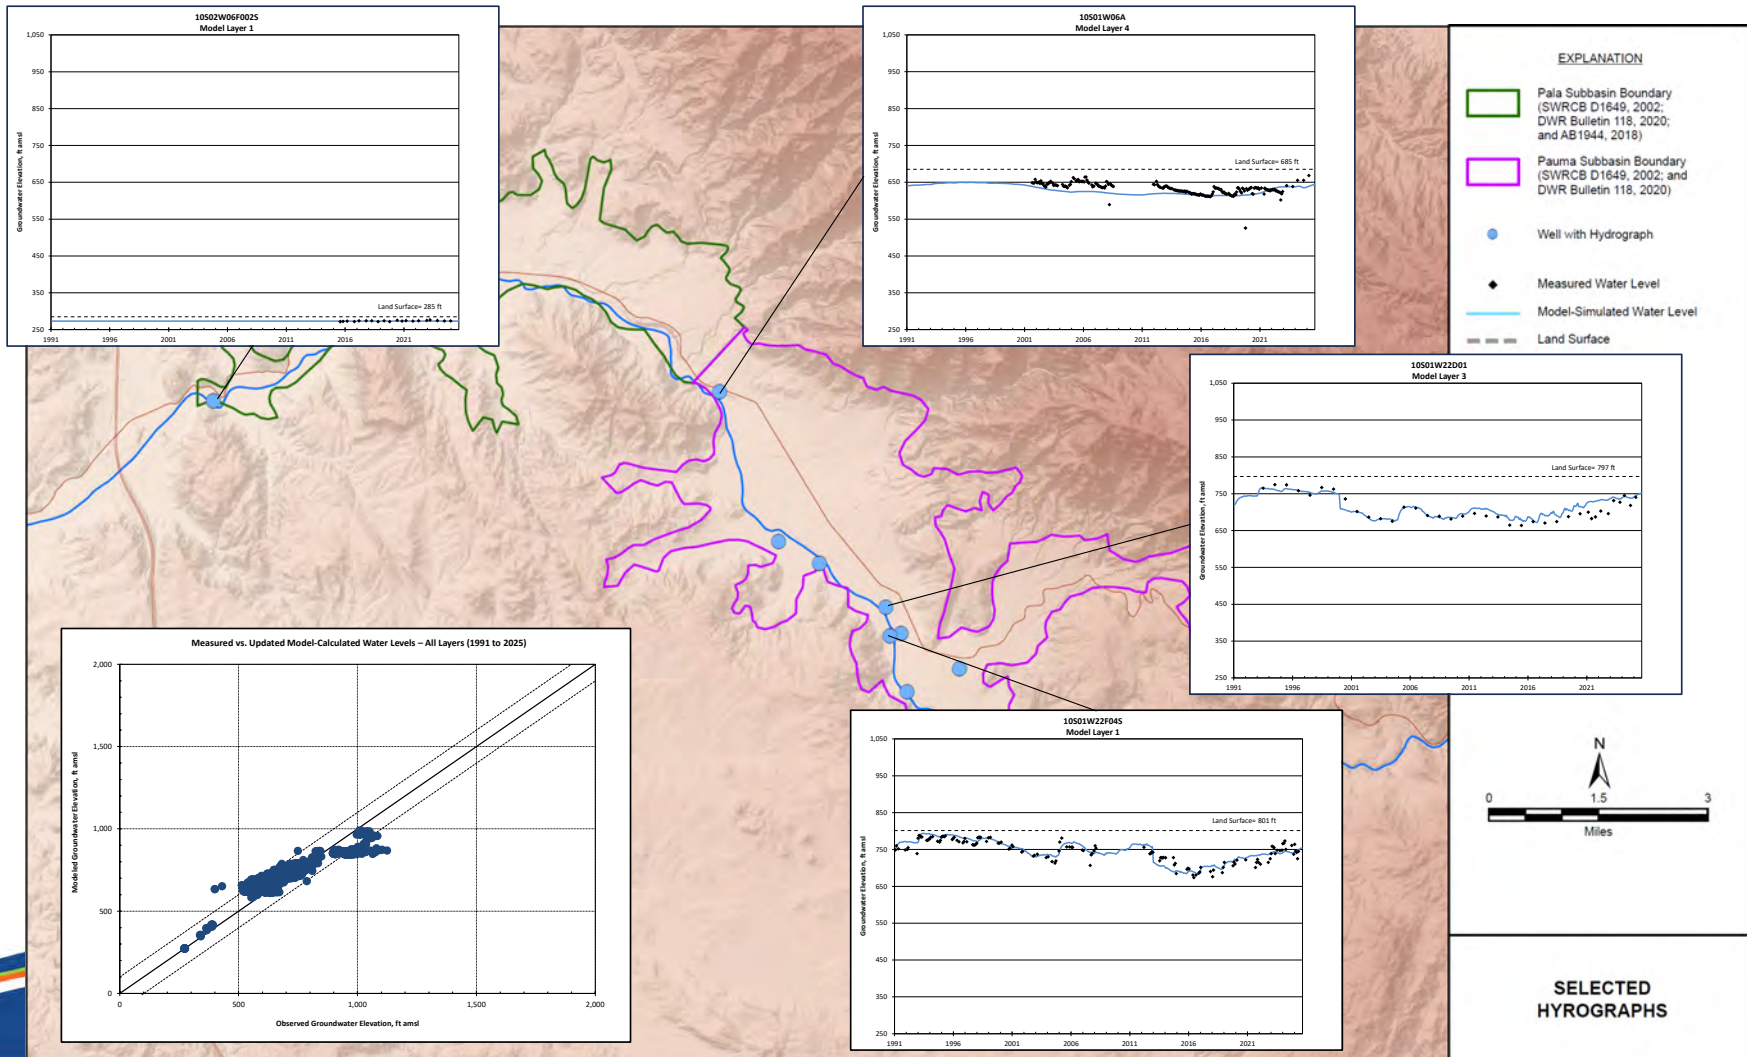 10S02W06F002S
Model Layer 1
Groundwater Elevation, ft amsl
1,050
950
850
750
650
550
450
350
250
Land Surface= 285 ft
1991
1996
2001
2006
2011
2016
2021
10S01W06A
Model Layer 4
Groundwater Elevation, ft amsl
1,050
950
850
750
650
550
450
350
250
Land Surface= 685 ft
1991
1996
2001
2006
2011
2016
2021
EXPLANATION
Pala Subbasin Boundary
(SWRCB D1649, 2002;
DWR Bulletin 118, 2020;
and AB1944, 2018)
Pauma Subbasin Boundary
(SWRCB D1649, 2002; and
DWR Bulletin 118, 2020)
Well with Hydrograph
Measured Water Level
Model-Simulated Water Level
Land Surface
10S01W22D01
Model Layer 3
Groundwater Elevation, ft amsl
1,050
950
850
750
650
550
450
350
250
Land Surface= 797 ft
1991
1996
2001
2006
2011
2016
2021
Measured vs. Updated Model-Calculated Water Levels – All Layers (1991 to 2025)
Modeled Groundwater Elevation, ft amsl
2,000
1,500
1,000
500
0
0
500
1,000
1,500
2,000
Observed Groundwater Elevation, ft amsl
10S01W22F04S
Model Layer 1
Groundwater Elevation, ft amsl
1,050
950
850
750
650
550
450
350
250
Land Surface= 801 ft
1991
1996
2001
2006
2011
2016
2021
N
0
1.5
3
Miles
SELECTED
HYROGRAPHS